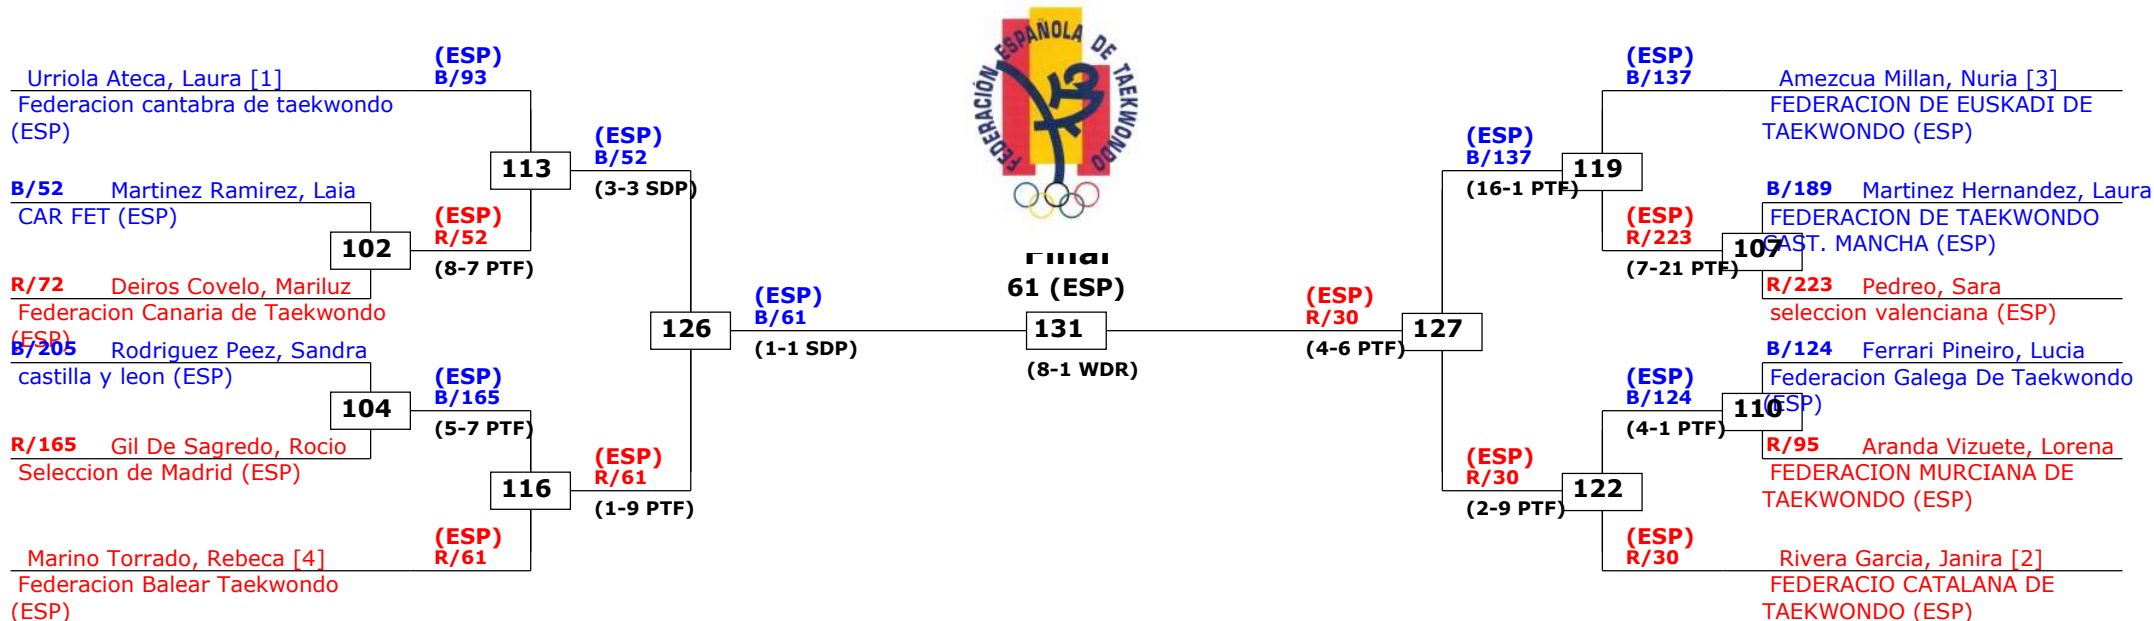 Urriola Ateca, Laura [1]
Federacion cantabra de taekwondo
(ESP)
(ESP)
B/93
113
B/52 Martinez Ramirez, Laia
CAR FET (ESP)
102
(ESP)
R/52
(8-7 PTF)
R/72 Deiros Covelo, Mariluz
Federacion Canaria de Taekwondo
(ESP)
(ESP)
B/52
(3-3 SDP)
B/205 Rodriguez Peez, Sandra
castilla y leon (ESP)
104
(ESP)
B/165
(5-7 PTF)
R/165 Gil De Sagredo, Rocio
Seleccion de Madrid (ESP)
116
(ESP)
R/61
(1-9 PTF)
Marino Torrado, Rebeca [4]
Federacion Balear Taekwondo
(ESP)
(ESP)
R/61
126
(ESP)
B/61
(1-1 SDP)
FEDERACIÓN ESPAÑOLA DE TAEKWONDO
Final
61 (ESP)
131
(8-1 WDR)
(ESP)
R/30
(4-6 PTF)
127
(ESP)
B/137
(16-1 PTF)
119
(ESP)
B/137
Amezcua Millan, Nuria [3]
FEDERACION DE EUSKADI DE
TAEKWONDO (ESP)
B/189 Martinez Hernandez, Laura
FEDERACION DE TAEKWONDO
CAST. MANCHA (ESP)
107
(ESP)
R/223
(7-21 PTF)
R/223 Pedreo, Sara
seleccion valenciana (ESP)
B/124 Ferrari Pineiro, Lucia
Federacion Galega De Taekwondo
(ESP)
110
(ESP)
B/124
(4-1 PTF)
R/95 Aranda Vizuete, Lorena
FEDERACION MURCIANA DE
TAEKWONDO (ESP)
(ESP)
R/30
(2-9 PTF)
122
(ESP)
R/30
Rivera Garcia, Janira [2]
FEDERACIO CATALANA DE
TAEKWONDO (ESP)